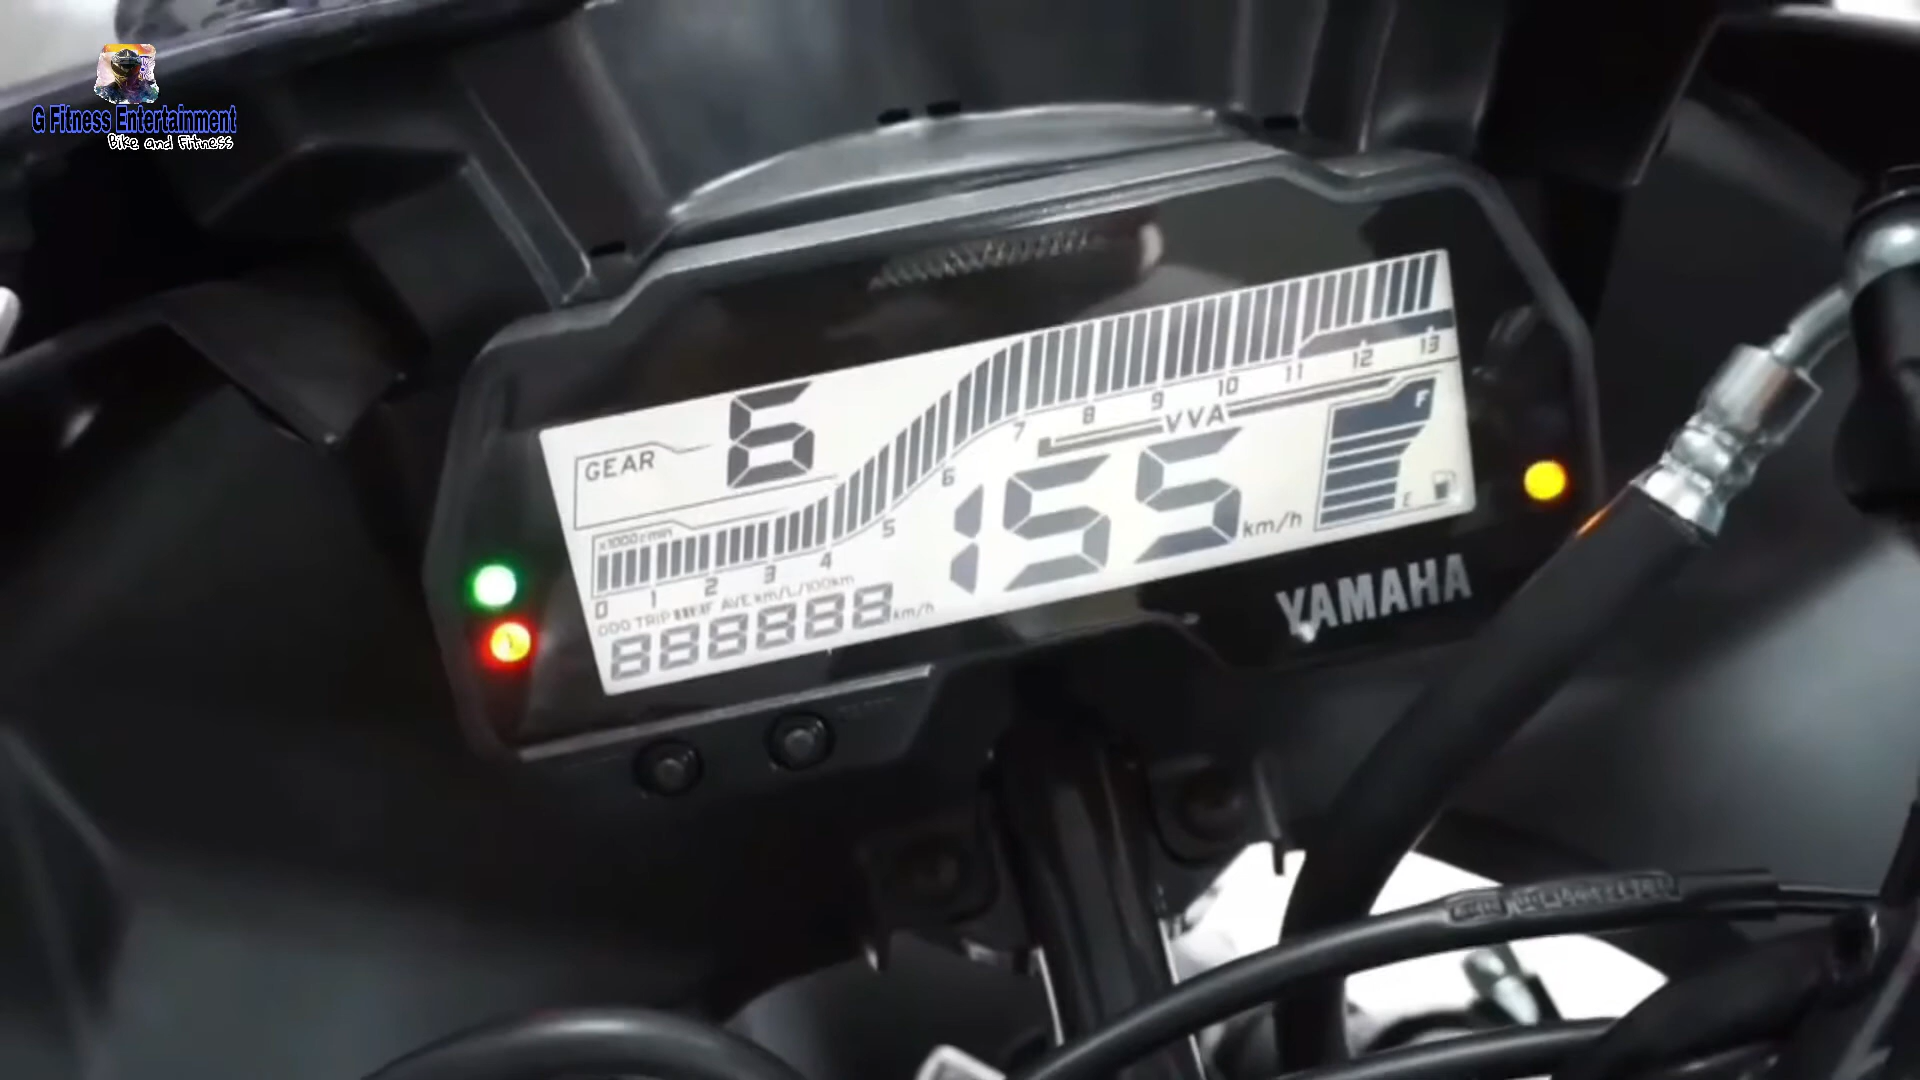 G Fitness Entertainment
Bike and Fitness
GEAR 6
x1000r/min
0 1 2 3 4 5 6 7 8 9 10 11 12 13
VVA
155 km/h
F
E
ODO TRIP AVE km/L/100km
888888 km/h
YAMAHA